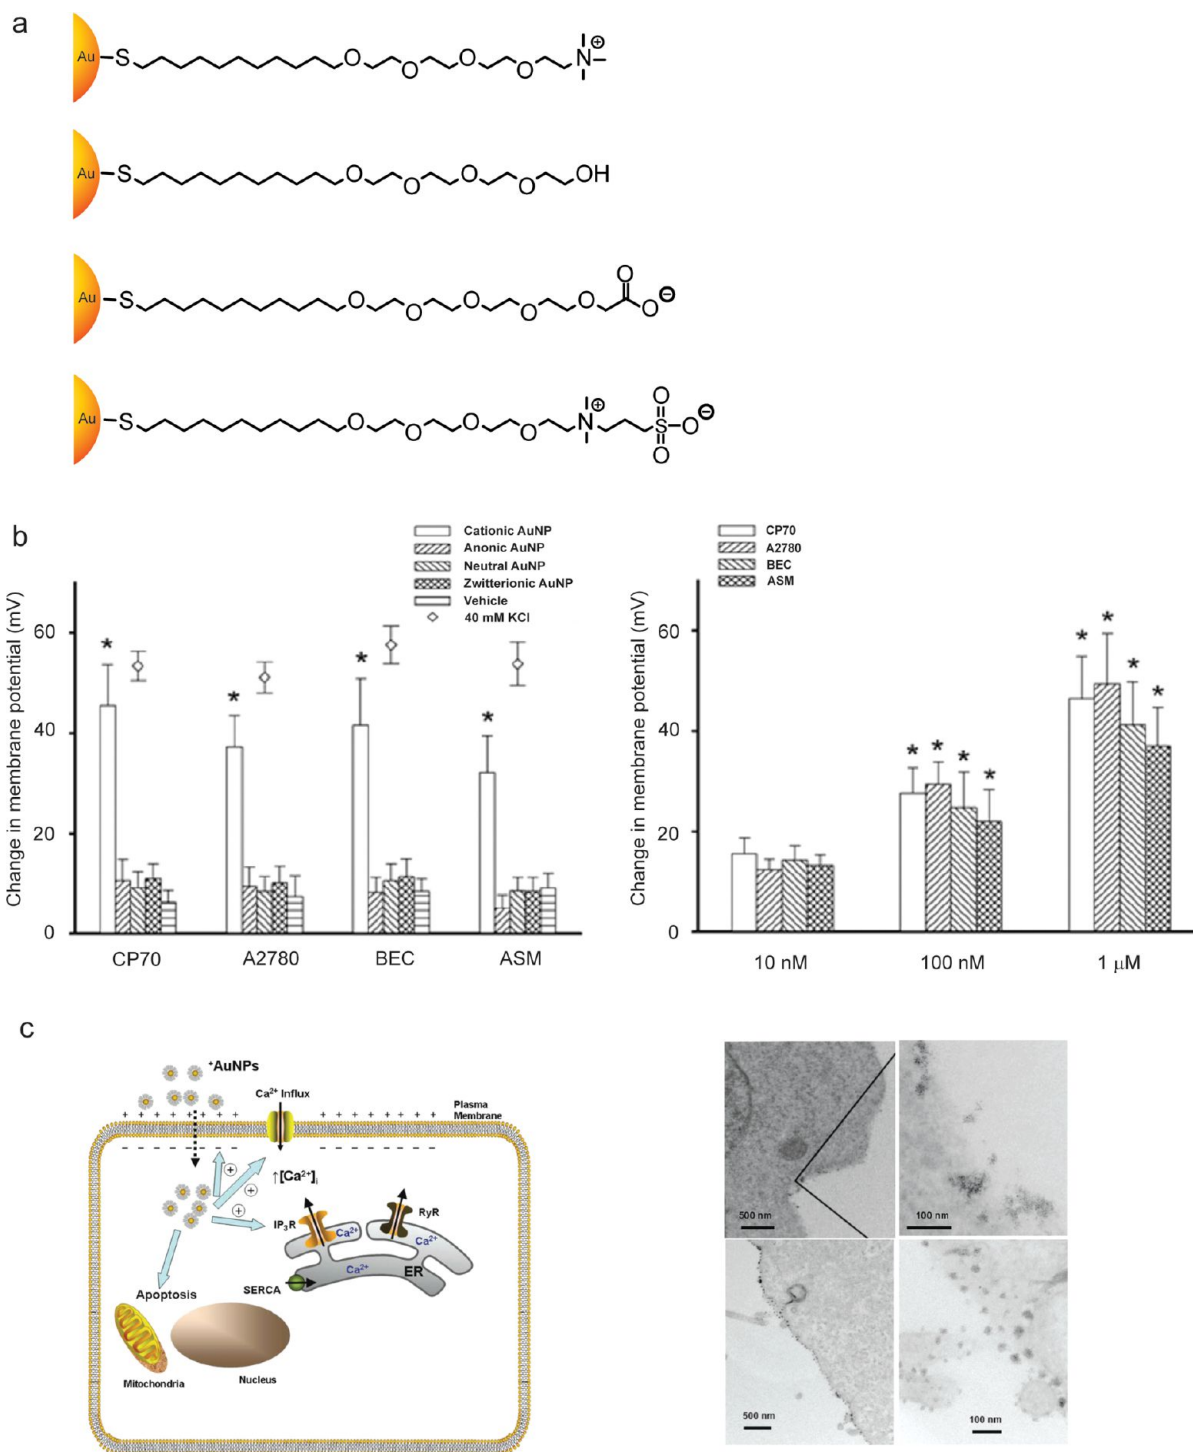 a
Au S O O O O N ⊕
Au S O O O O OH
Au S O O O O O O O ⊖
Au S O O O O N ⊕ O S O ⊖ O
b
Cationic AuNP
Anonic AuNP
Neutral AuNP
Zwitterionic AuNP
Vehicle
40 mM KCl
Change in membrane potential (mV)
60
40
20
0
* * * *
CP70 A2780 BEC ASM
CP70
A2780
BEC
ASM
Change in membrane potential (mV)
60
40
20
0
* * * *
* * * *
10 nM 100 nM 1 μM
c
+AuNPs
Ca2+ Influx
Plasma
Membrane
+ + + + + + + + + + + + + + + +
↑[Ca2+]i
+
+
+
IP3R
RyR
Ca2+
Ca2+
Ca2+
ER
SERCA
Apoptosis
Mitochondria
Nucleus
500 nm
100 nm
500 nm
100 nm